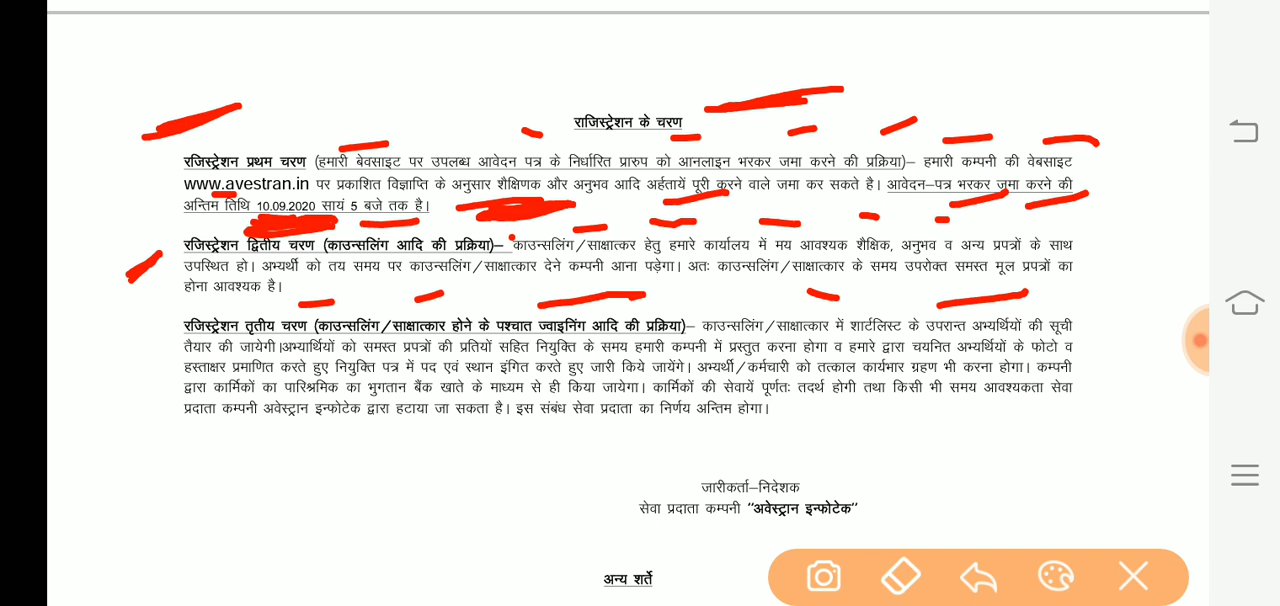 राजिस्ट्रेशन के चरण
रजिस्ट्रेशन प्रथम चरण (हमारी बेवसाइट पर उपलब्ध आवेदन पत्र के निर्धारित प्रारुप को आनलाइन भरकर जमा करने की प्रक्रिया)– हमारी कम्पनी की वेबसाइट
www.avestran.in पर प्रकाशित विज्ञाप्ति के अनुसार शैक्षिणक और अनुभव आदि अर्हतायें पूरी करने वाले जमा कर सकते है। आवेदन–पत्र भरकर जमा करने की
अन्तिम तिथि 10.09.2020 सायं 5 बजे तक है।
रजिस्ट्रेशन द्वितीय चरण (काउन्सलिंग आदि की प्रक्रिया)– काउन्सलिंग/साक्षात्कर हेतु हमारे कार्यालय में मय आवश्यक शैक्षिक, अनुभव व अन्य प्रपत्रों के साथ
उपस्थित हो। अभ्यर्थी को तय समय पर काउन्सलिंग/साक्षात्कार देने कम्पनी आना पड़ेगा। अतः काउन्सलिंग/साक्षात्कार के समय उपरोक्त समस्त मूल प्रपत्रों का
होना आवश्यक है।
रजिस्ट्रेशन तृतीय चरण (काउन्सलिंग/साक्षात्कार होने के पश्चात ज्वाइनिंग आदि की प्रक्रिया)– काउन्सलिंग/साक्षात्कार में शार्टलिस्ट के उपरान्त अभ्यर्थियों की सूची
तैयार की जायेगी।अभ्यार्थियों को समस्त प्रपत्रों की प्रतियों सहित नियुक्ति के समय हमारी कम्पनी में प्रस्तुत करना होगा व हमारे द्वारा चयनित अभ्यर्थियों के फोटो व
हस्ताक्षर प्रमाणित करते हुए नियुक्ति पत्र में पद एवं स्थान इंगित करते हुए जारी किये जायेंगे। अभ्यर्थी/कर्मचारी को तत्काल कार्यभार ग्रहण भी करना होगा। कम्पनी
द्वारा कार्मिकों का पारिश्रमिक का भुगतान बैंक खाते के माध्यम से ही किया जायेगा। कार्मिकों की सेवायें पूर्णतः तदर्थ होगी तथा किसी भी समय आवश्यकता सेवा
प्रदाता कम्पनी अवेस्ट्रान इन्फोटेक द्वारा हटाया जा सकता है। इस संबंध सेवा प्रदाता का निर्णय अन्तिम होगा।
जारीकर्ता–निदेशक
सेवा प्रदाता कम्पनी "अवेस्ट्रान इन्फोटेक"
अन्य शर्ते